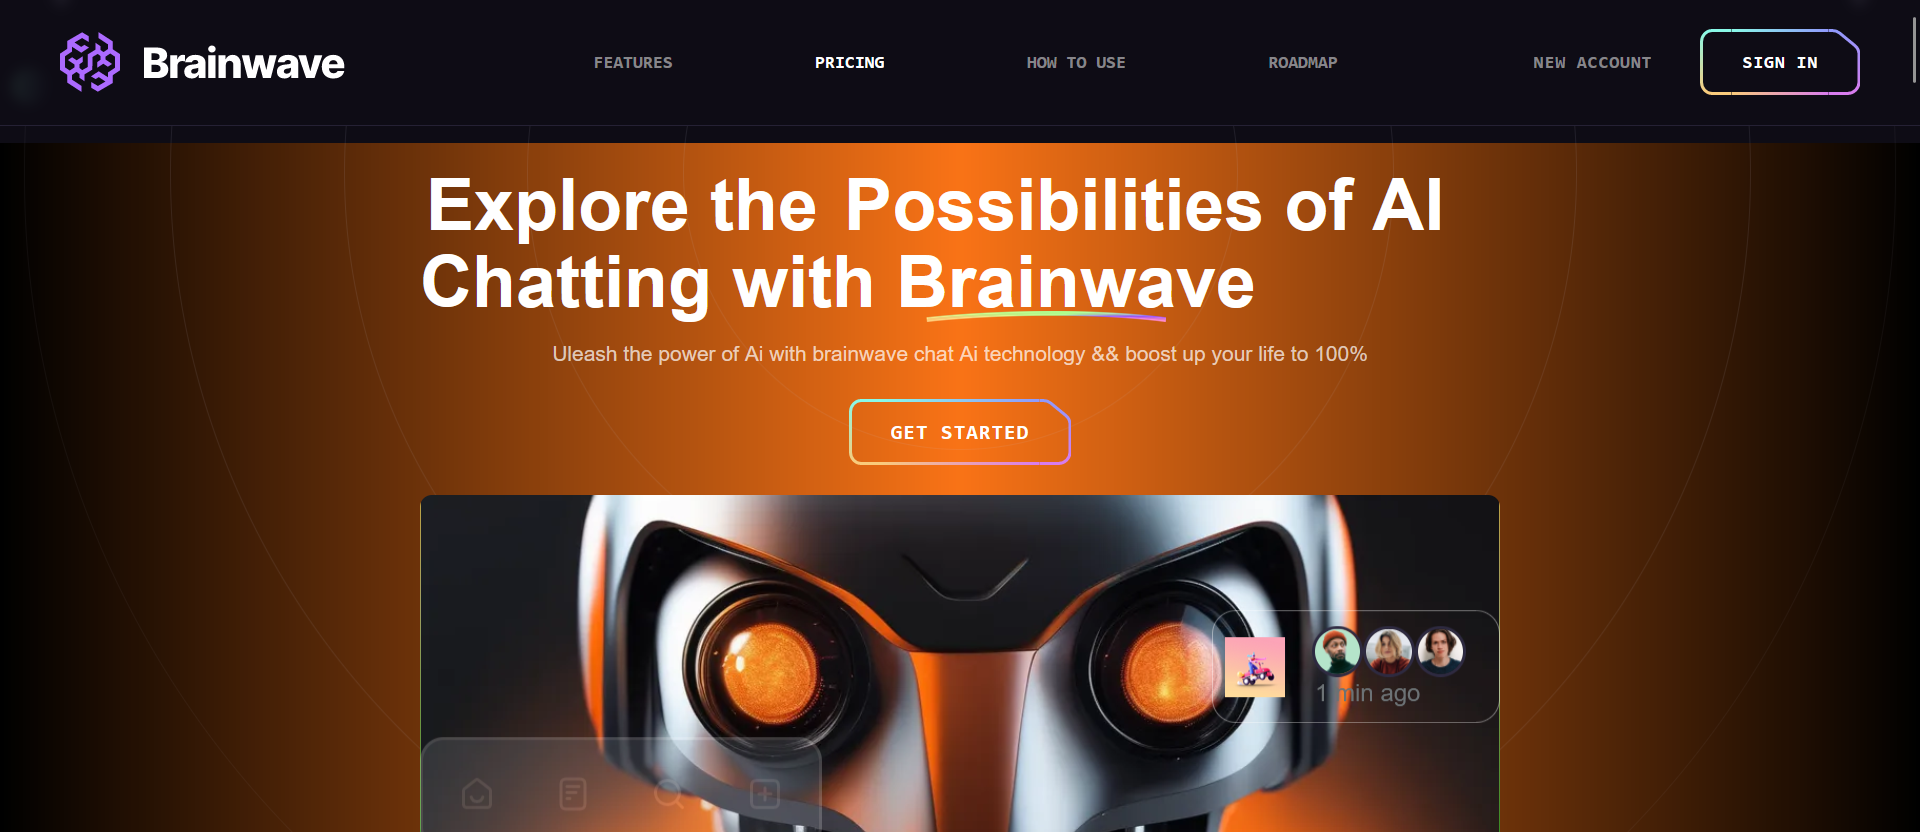 Brainwave
FEATURES
PRICING
HOW TO USE
ROADMAP
NEW ACCOUNT
SIGN IN
Explore the Possibilities of AI
Chatting with Brainwave
Uleash the power of Ai with brainwave chat Ai technology && boost up your life to 100%
GET STARTED
1 min ago